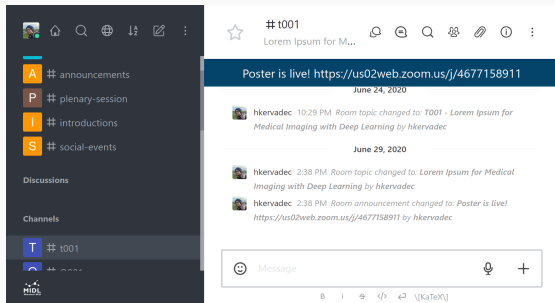 A # announcements
P # plenary-session
I # introductions
S # social-events
Discussions
Channels
T # t001
MIDL
# t001
Lorem Ipsum for M...
Poster is live! https://us02web.zoom.us/j/4677158911
June 24, 2020
hkervadec 10:29 PM Room topic changed to: T001 - Lorem Ipsum for
Medical Imaging with Deep Learning by hkervadec
June 29, 2020
hkervadec 2:38 PM Room topic changed to: Lorem Ipsum for Medical
Imaging with Deep Learning by hkervadec
hkervadec 2:38 PM Room announcement changed to: Poster is live!
https://us02web.zoom.us/j/4677158911 by hkervadec
Message
B i S </> \[KaTeX\]